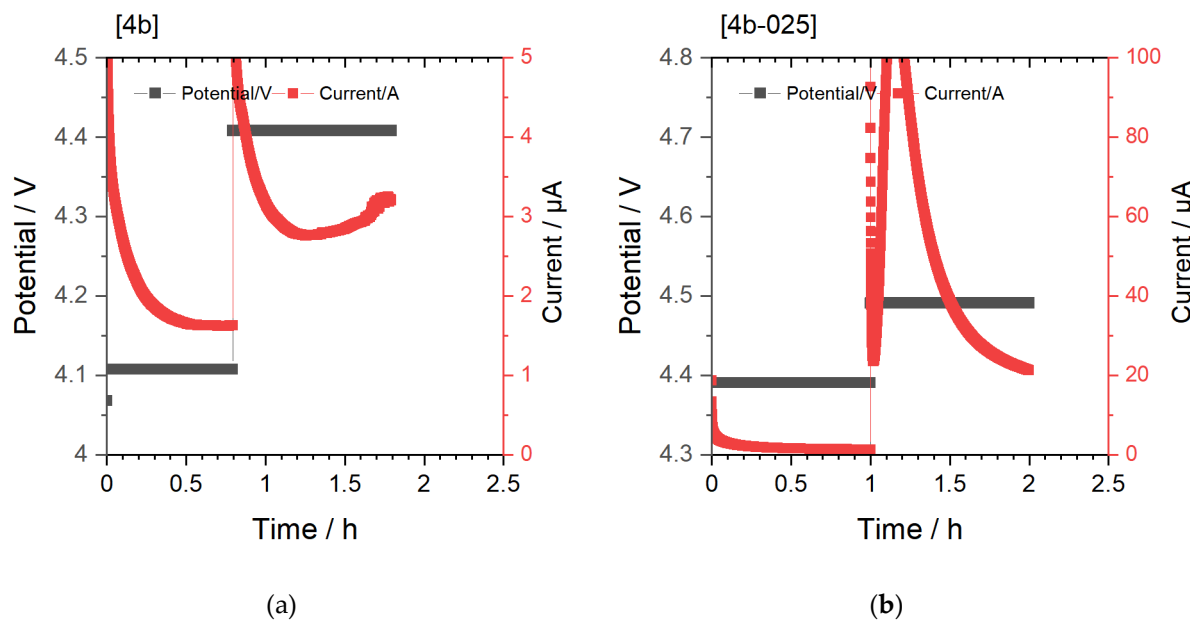 [4b]
Potential/V Current/A
4.5
4.4
4.3
4.2
4.1
4
Potential / V
5
4
3
2
1
0
Current / µA
0 0.5 1 1.5 2 2.5
Time / h
(a)
[4b-025]
Potential/V Current/A
4.8
4.7
4.6
4.5
4.4
4.3
Potential / V
100
80
60
40
20
0
Current / µA
0 0.5 1 1.5 2 2.5
Time / h
(b)